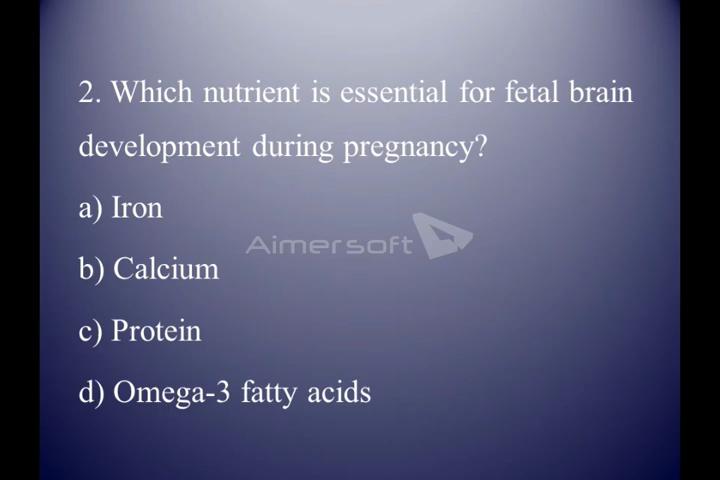 2. Which nutrient is essential for fetal brain
development during pregnancy?
a) Iron
Aimersoft
b) Calcium
c) Protein
d) Omega-3 fatty acids